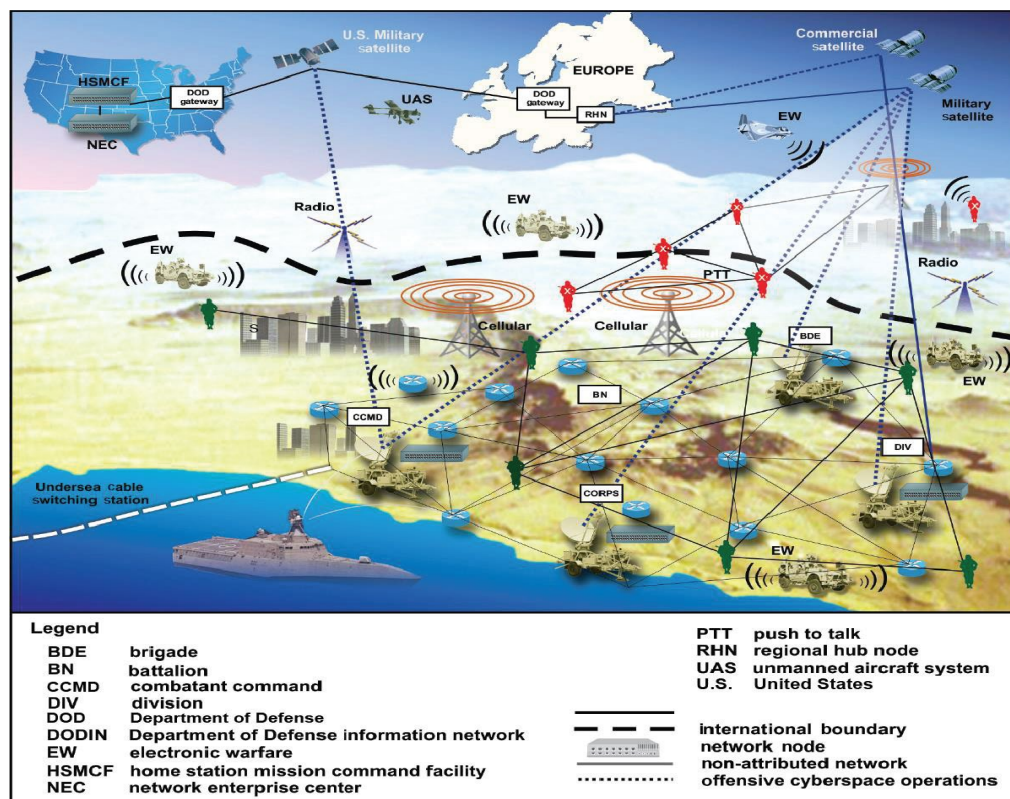 U.S. Military
satellite
Commercial
satellite
HSMCF
DOD
gateway
NEC
UAS
EUROPE
DOD
gateway
RHN
EW
Military
satellite
Radio
EW
EW
PTT
Radio
S
Cellular
Cellular
BDE
EW
CCMD
BN
DIV
Undersea cable
switching station
CORPS
EW
Legend
BDE brigade
BN battalion
CCMD combatant command
DIV division
DOD Department of Defense
DODIN Department of Defense information network
EW electronic warfare
HSMCF home station mission command facility
NEC network enterprise center
PTT push to talk
RHN regional hub node
UAS unmanned aircraft system
U.S. United States
international boundary
network node
non-attributed network
offensive cyberspace operations